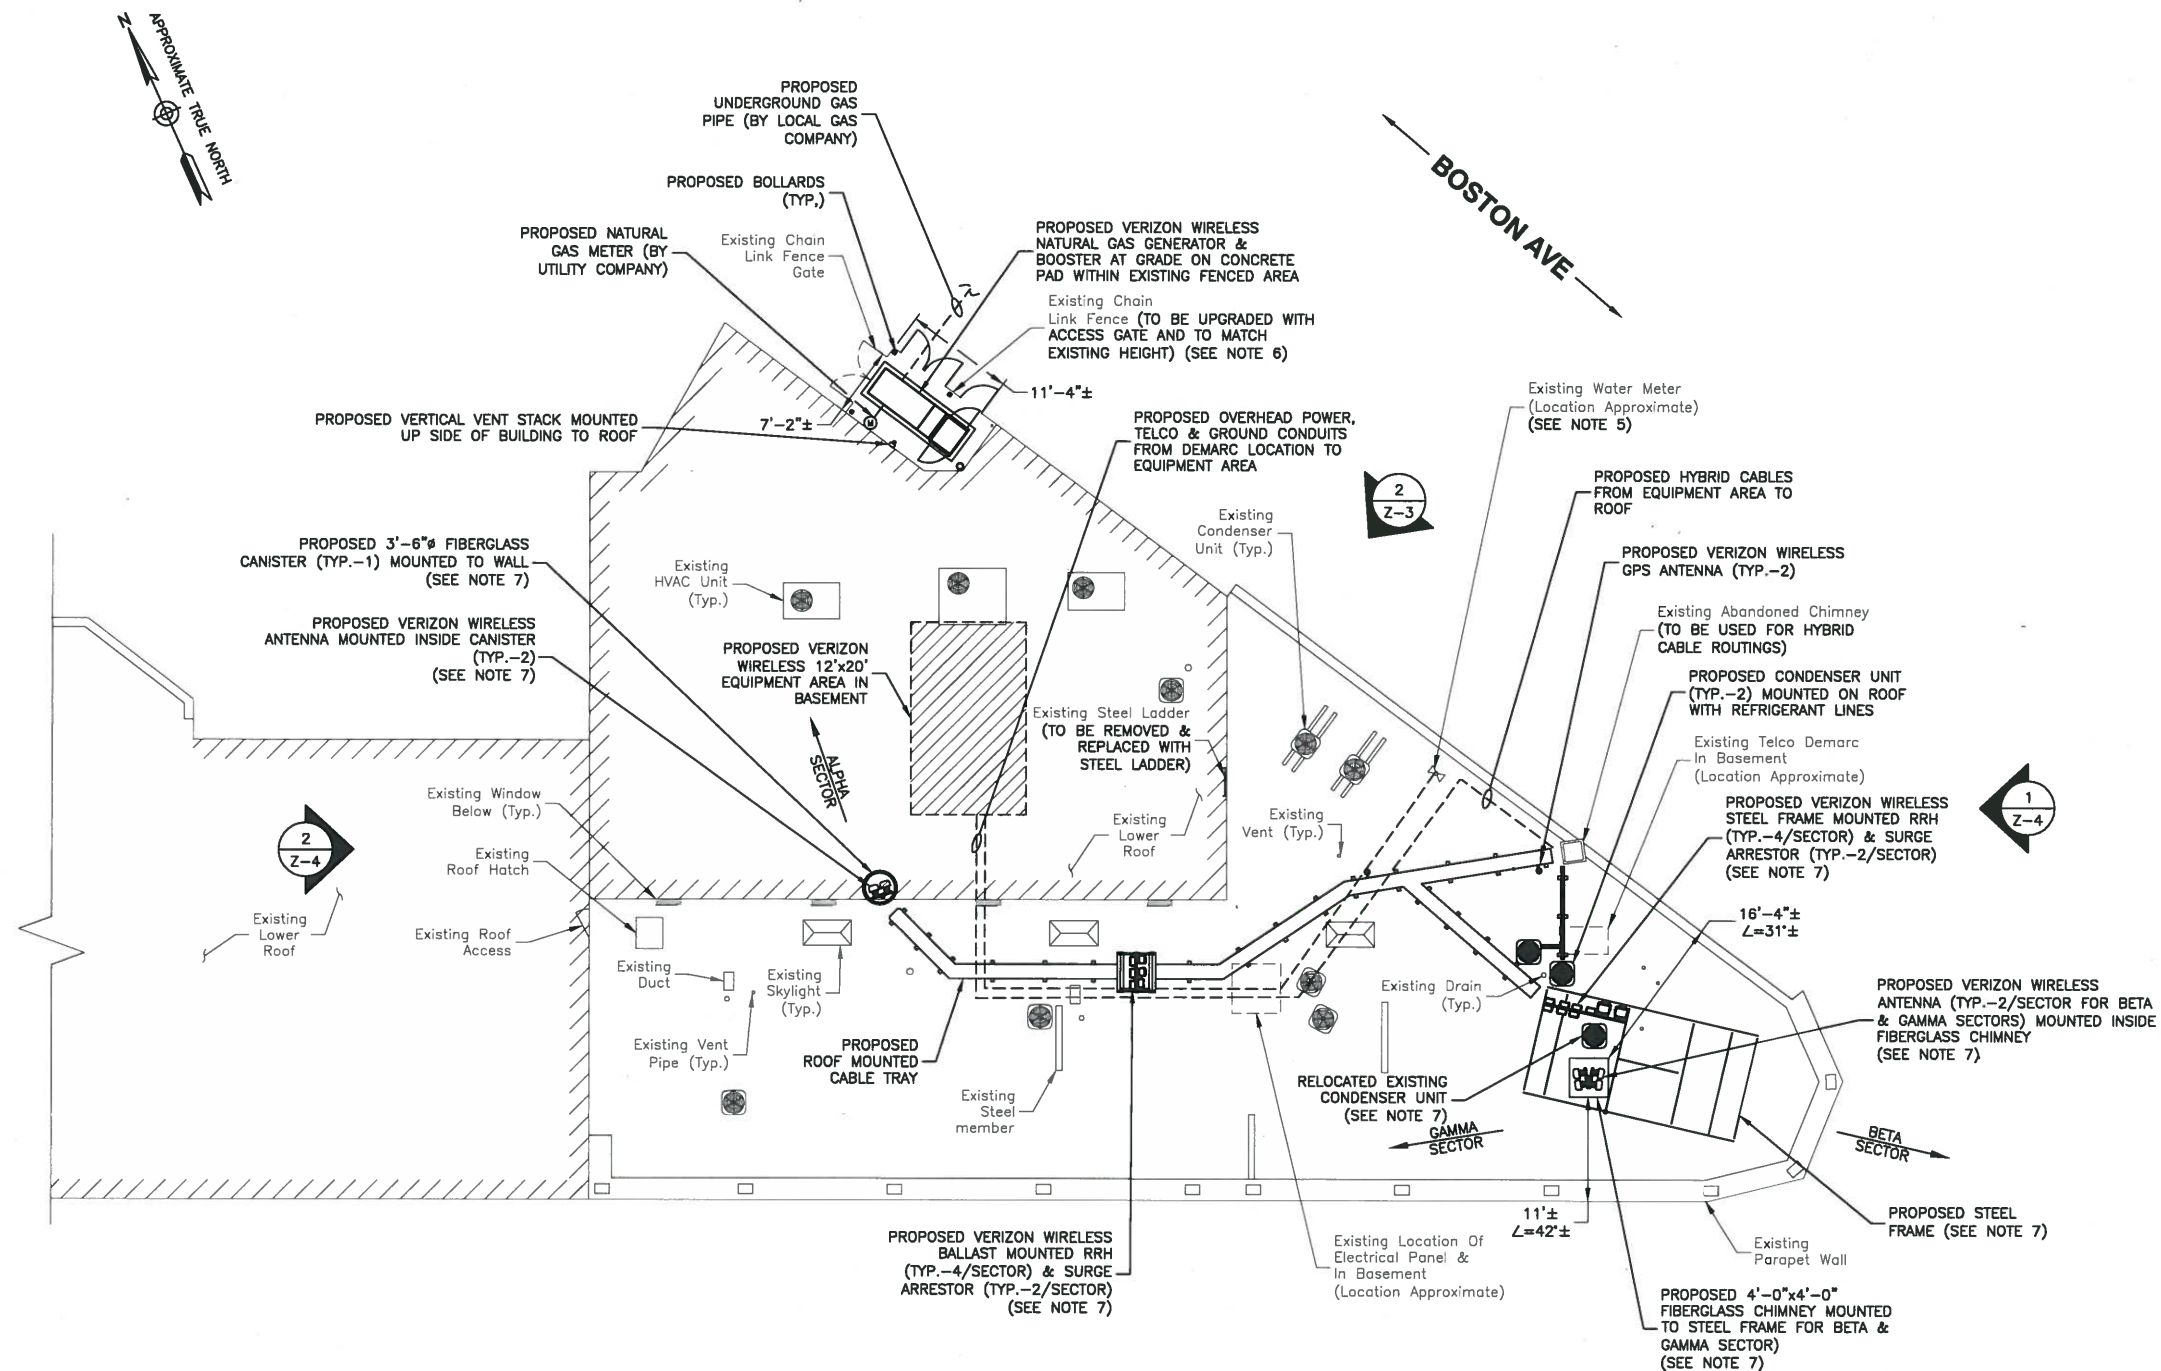 N
APPROXIMATE TRUE NORTH
PROPOSED
UNDERGROUND GAS
PIPE (BY LOCAL GAS
COMPANY)
BOSTON AVE
PROPOSED BOLLARDS
(TYP,)
PROPOSED NATURAL
GAS METER (BY
UTILITY COMPANY)
Existing Chain
Link Fence
Gate
PROPOSED VERIZON WIRELESS
NATURAL GAS GENERATOR &
BOOSTER AT GRADE ON CONCRETE
PAD WITHIN EXISTING FENCED AREA
Existing Chain
Link Fence (TO BE UPGRADED WITH
ACCESS GATE AND TO MATCH
EXISTING HEIGHT) (SEE NOTE 6)
11'-4"±
7'-2"±
M
PROPOSED VERTICAL VENT STACK MOUNTED
UP SIDE OF BUILDING TO ROOF
PROPOSED OVERHEAD POWER,
TELCO & GROUND CONDUITS
FROM DEMARC LOCATION TO
EQUIPMENT AREA
Existing Water Meter
(Location Approximate)
(SEE NOTE 5)
2
Z-3
PROPOSED HYBRID CABLES
FROM EQUIPMENT AREA TO
ROOF
Existing
Condenser
Unit (Typ.)
PROPOSED 3'-6"ø FIBERGLASS
CANISTER (TYP.-1) MOUNTED TO WALL
(SEE NOTE 7)
Existing
HVAC Unit
(Typ.)
PROPOSED VERIZON WIRELESS
GPS ANTENNA (TYP.-2)
PROPOSED VERIZON WIRELESS
ANTENNA MOUNTED INSIDE CANISTER
(TYP.-2)
(SEE NOTE 7)
Existing Abandoned Chimney
(TO BE USED FOR HYBRID
CABLE ROUTINGS)
PROPOSED VERIZON
WIRELESS 12'x20'
EQUIPMENT AREA IN
BASEMENT
PROPOSED CONDENSER UNIT
(TYP.-2) MOUNTED ON ROOF
WITH REFRIGERANT LINES
Existing Steel Ladder
(TO BE REMOVED &
REPLACED WITH
STEEL LADDER)
Existing Telco Demarc
In Basement
(Location Approximate)
ALPHA
SECTOR
Existing Window
Below (Typ.)
Existing
Lower
Roof
Existing
Vent (Typ.)
PROPOSED VERIZON WIRELESS
STEEL FRAME MOUNTED RRH
(TYP.-4/SECTOR) & SURGE
ARRESTOR (TYP.-2/SECTOR)
(SEE NOTE 7)
1
Z-4
2
Z-4
Existing
Roof Hatch
Existing
Lower
Roof
Existing Roof
Access
16'-4"±
∠=31°±
Existing
Duct
Existing
Skylight
(Typ.)
Existing Drain
(Typ.)
PROPOSED VERIZON WIRELESS
ANTENNA (TYP.-2/SECTOR FOR BETA
& GAMMA SECTORS) MOUNTED INSIDE
FIBERGLASS CHIMNEY
(SEE NOTE 7)
Existing Vent
Pipe (Typ.)
PROPOSED
ROOF MOUNTED
CABLE TRAY
Existing
Steel
member
RELOCATED EXISTING
CONDENSER UNIT
(SEE NOTE 7)
GAMMA
SECTOR
BETA
SECTOR
11'±
∠=42°±
PROPOSED STEEL
FRAME (SEE NOTE 7)
Existing
Parapet Wall
PROPOSED VERIZON WIRELESS
BALLAST MOUNTED RRH
(TYP.-4/SECTOR) & SURGE
ARRESTOR (TYP.-2/SECTOR)
(SEE NOTE 7)
Existing Location Of
Electrical Panel &
In Basement
(Location Approximate)
PROPOSED 4'-0"x4'-0"
FIBERGLASS CHIMNEY MOUNTED
TO STEEL FRAME FOR BETA &
GAMMA SECTOR)
(SEE NOTE 7)